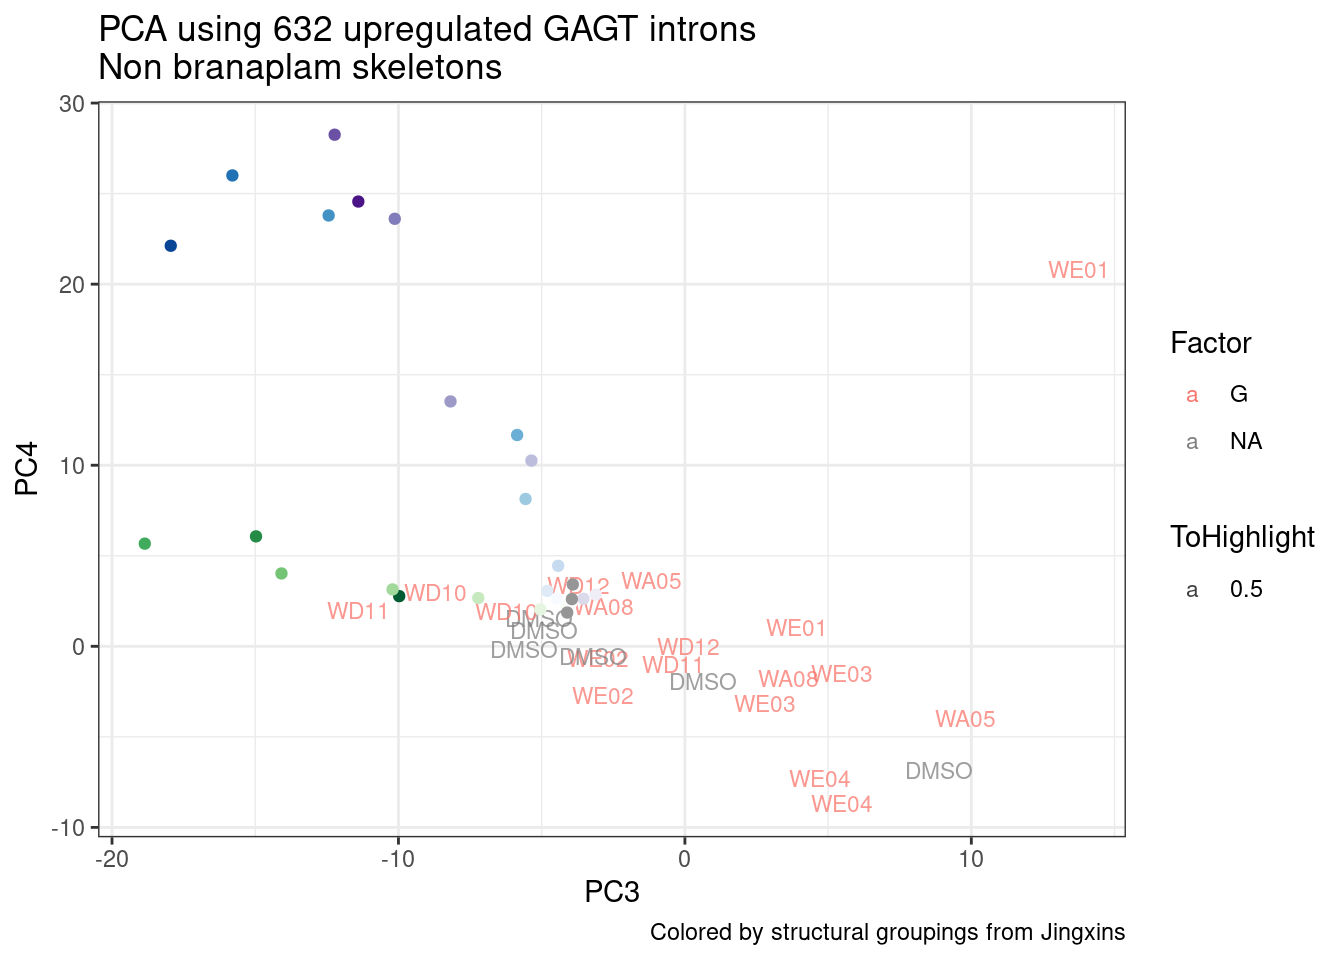 PCA using 632 upregulated GAGT introns
Non branaplam skeletons
30
20
10
0
-10
PC4
WE01
WD10
WD12
WA05
WD11
WD10
WA08
DMSO
DMSO
WE01
DMSO
DMSO
WE02
WD12
WD11
DMSO
WA08
WE03
WE02
WE03
WA05
DMSO
WE04
WE04
-20
-10
0
10
PC3
Factor
a G
a NA
ToHighlight
a 0.5
Colored by structural groupings from Jingxins